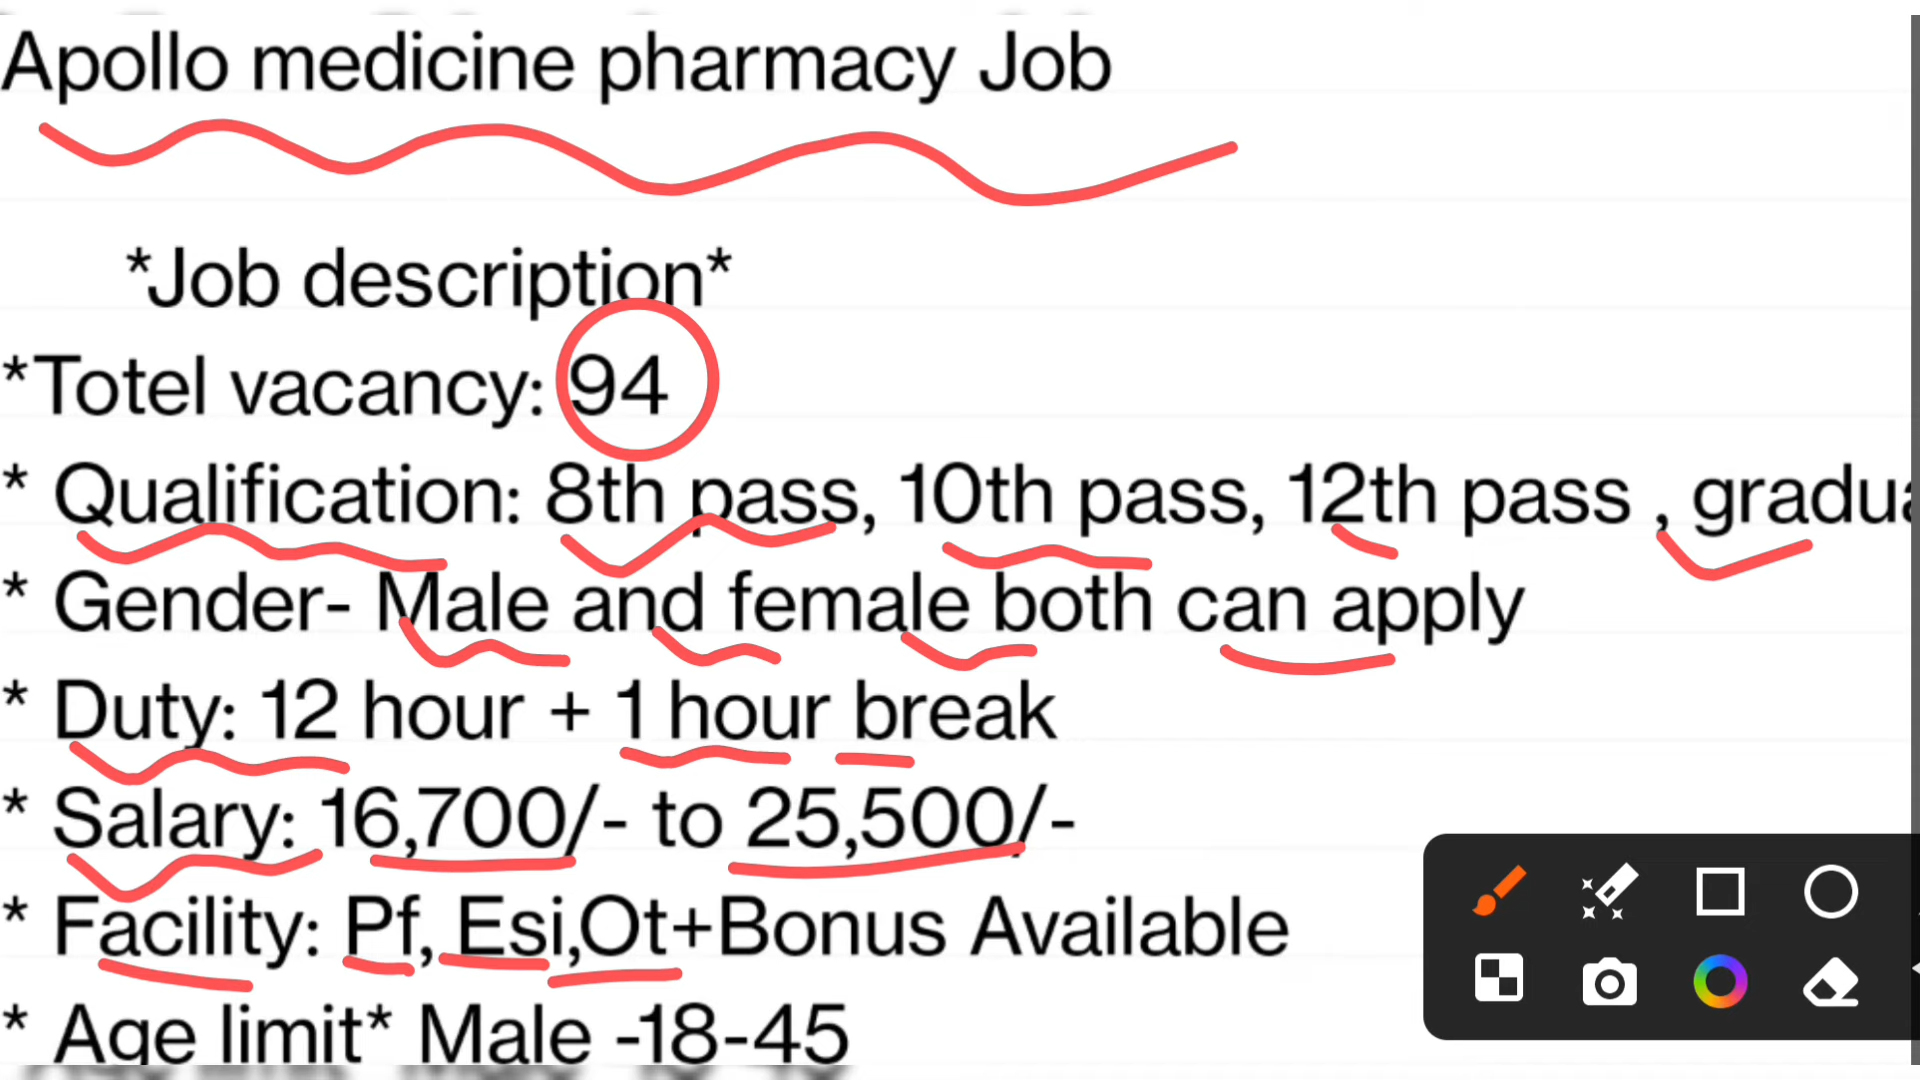 Apollo medicine pharmacy Job
*Job description*
*Totel vacancy: 94
* Qualification: 8th pass, 10th pass, 12th pass , gradua
* Gender- Male and female both can apply
* Duty: 12 hour + 1 hour break
* Salary: 16,700/- to 25,500/-
* Facility: Pf, Esi,Ot+Bonus Available
* Age limit* Male -18-45